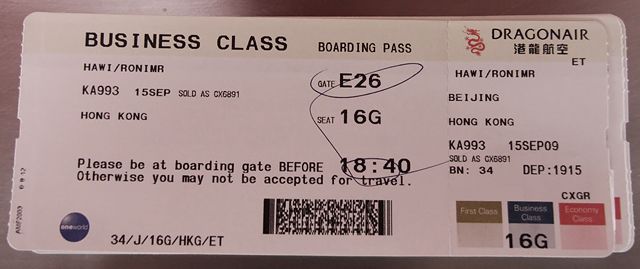 BUSINESS CLASS BOARDING PASS
HAWI/RONIMR
KA993 15SEP SOLD AS CX6891
HONG KONG
GATE E26
SEAT 16G
Please be at boarding gate BEFORE 18:40
Otherwise you may not be accepted for travel.
oneworld
34/J/16G/HKG/ET
DRAGONAIR
港龍航空
ET
HAWI/RONIMR
BEIJING
HONG KONG
KA993 15SEP09
SOLD AS CX6891
BN: 34 DEP:1915
CXGR
First Class
Business Class
Economy Class
16G